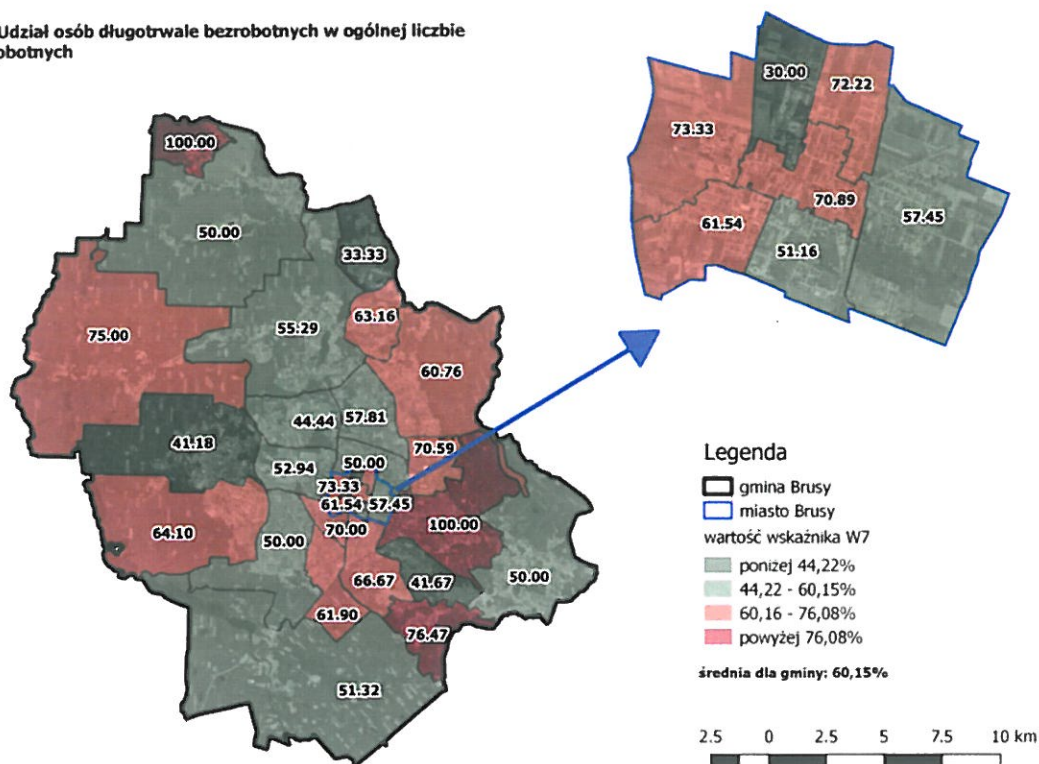 Udział osób długotrwale bezrobotnych w ogólnej liczbie
obotnych
30.00
72.22
73.33
70.89
57.45
61.54
51.16
100.00
50.00
33.33
63.16
55.29
75.00
60.76
44.44
57.81
41.18
70.59
52.94
50.00
73.33
61.54
57.45
64.10
50.00
70.00
100.00
66.67
41.67
50.00
61.90
76.47
51.32
Legenda
gmina Brusy
miasto Brusy
wartość wskaźnika W7
poniżej 44,22%
44,22 - 60,15%
60,16 - 76,08%
powyżej 76,08%
średnia dla gminy: 60,15%
2.5 0 2.5 5 7.5 10 km